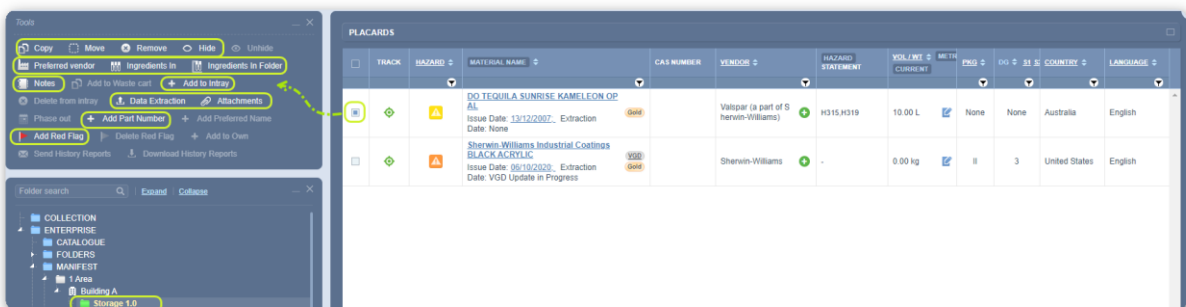 Tools
Copy Move Remove Hide Unhide
Preferred vendor Ingredients In Ingredients In Folder
Notes Add to Waste cart + Add to Intray
Delete from intray Data Extraction Attachments
Phase out + Add Part Number + Add Preferred Name
Add Red Flag Delete Red Flag + Add to Own
Send History Reports Download History Reports
Folder search Expand Collapse
COLLECTION
ENTERPRISE
CATALOGUE
FOLDERS
MANIFEST
1 Area
Building A
Storage 1.0
PLACARDS
TRACK HAZARD MATERIAL NAME CAS NUMBER VENDOR HAZARD STATEMENT VOL / WT METR PKG DG S1 S COUNTRY LANGUAGE
CURRENT
DO TEQUILA SUNRISE KAMELEON OP
AL
Issue Date: 13/12/2007; Extraction
Date: None
Gold
Valspar (a part of S
herwin-Williams)
H315,H319 10.00 L None None Australia English
Sherwin-Williams Industrial Coatings
BLACK ACRYLIC
Issue Date: 06/10/2020; Extraction
Date: VGD Update in Progress
VGD
Gold
Sherwin-Williams - 0.00 kg II 3 United States English